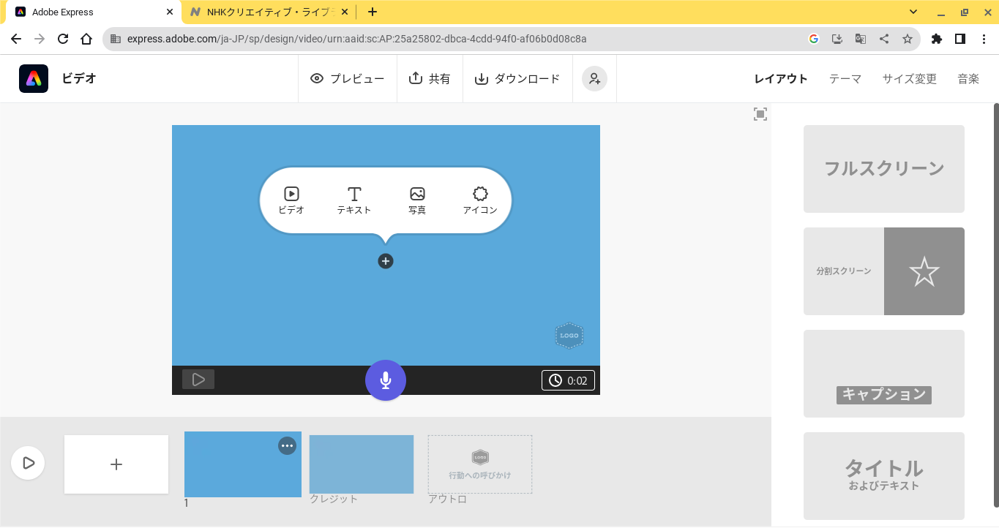 Adobe Express
NHKクリエイティブ・ライブラ
express.adobe.com/ja-JP/sp/design/video/urn:aaid:sc:AP:25a25802-dbca-4cdd-94f0-af06b0d08c8a
ビデオ
プレビュー
共有
ダウンロード
レイアウト
テーマ
サイズ変更
音楽
ビデオ
テキスト
写真
アイコン
LOGO
0:02
フルスクリーン
分割スクリーン
キャプション
タイトル
およびテキスト
1
クレジット
LOGO
行動への呼びかけ
アウトロ